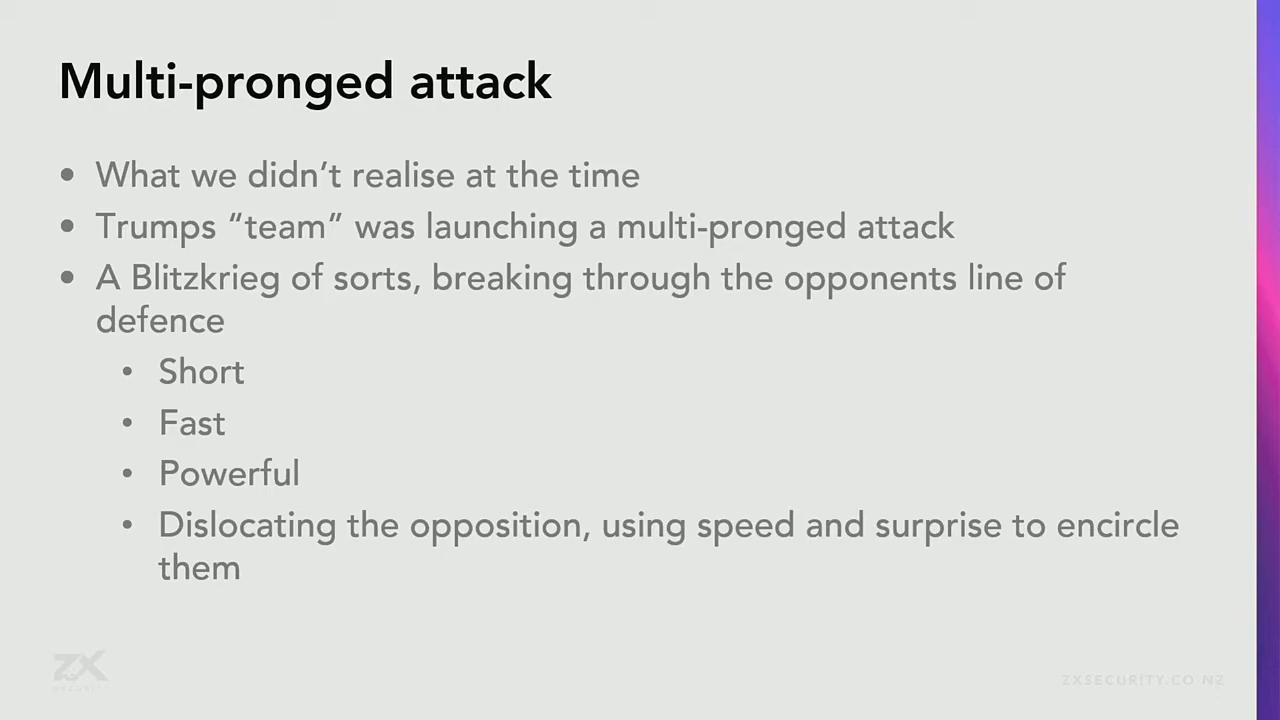 Multi-pronged attack
• What we didn’t realise at the time
• Trumps “team” was launching a multi-pronged attack
• A Blitzkrieg of sorts, breaking through the opponents line of
defence
• Short
• Fast
• Powerful
• Dislocating the opposition, using speed and surprise to encircle
them
ZX
SECURITY
ZXSECURITY.CO.NZ